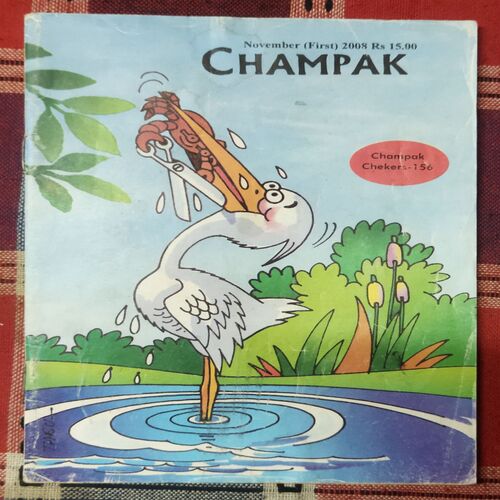 November (First) 2008 Rs 15.00
CHAMPAK
Champak
Chekers-156